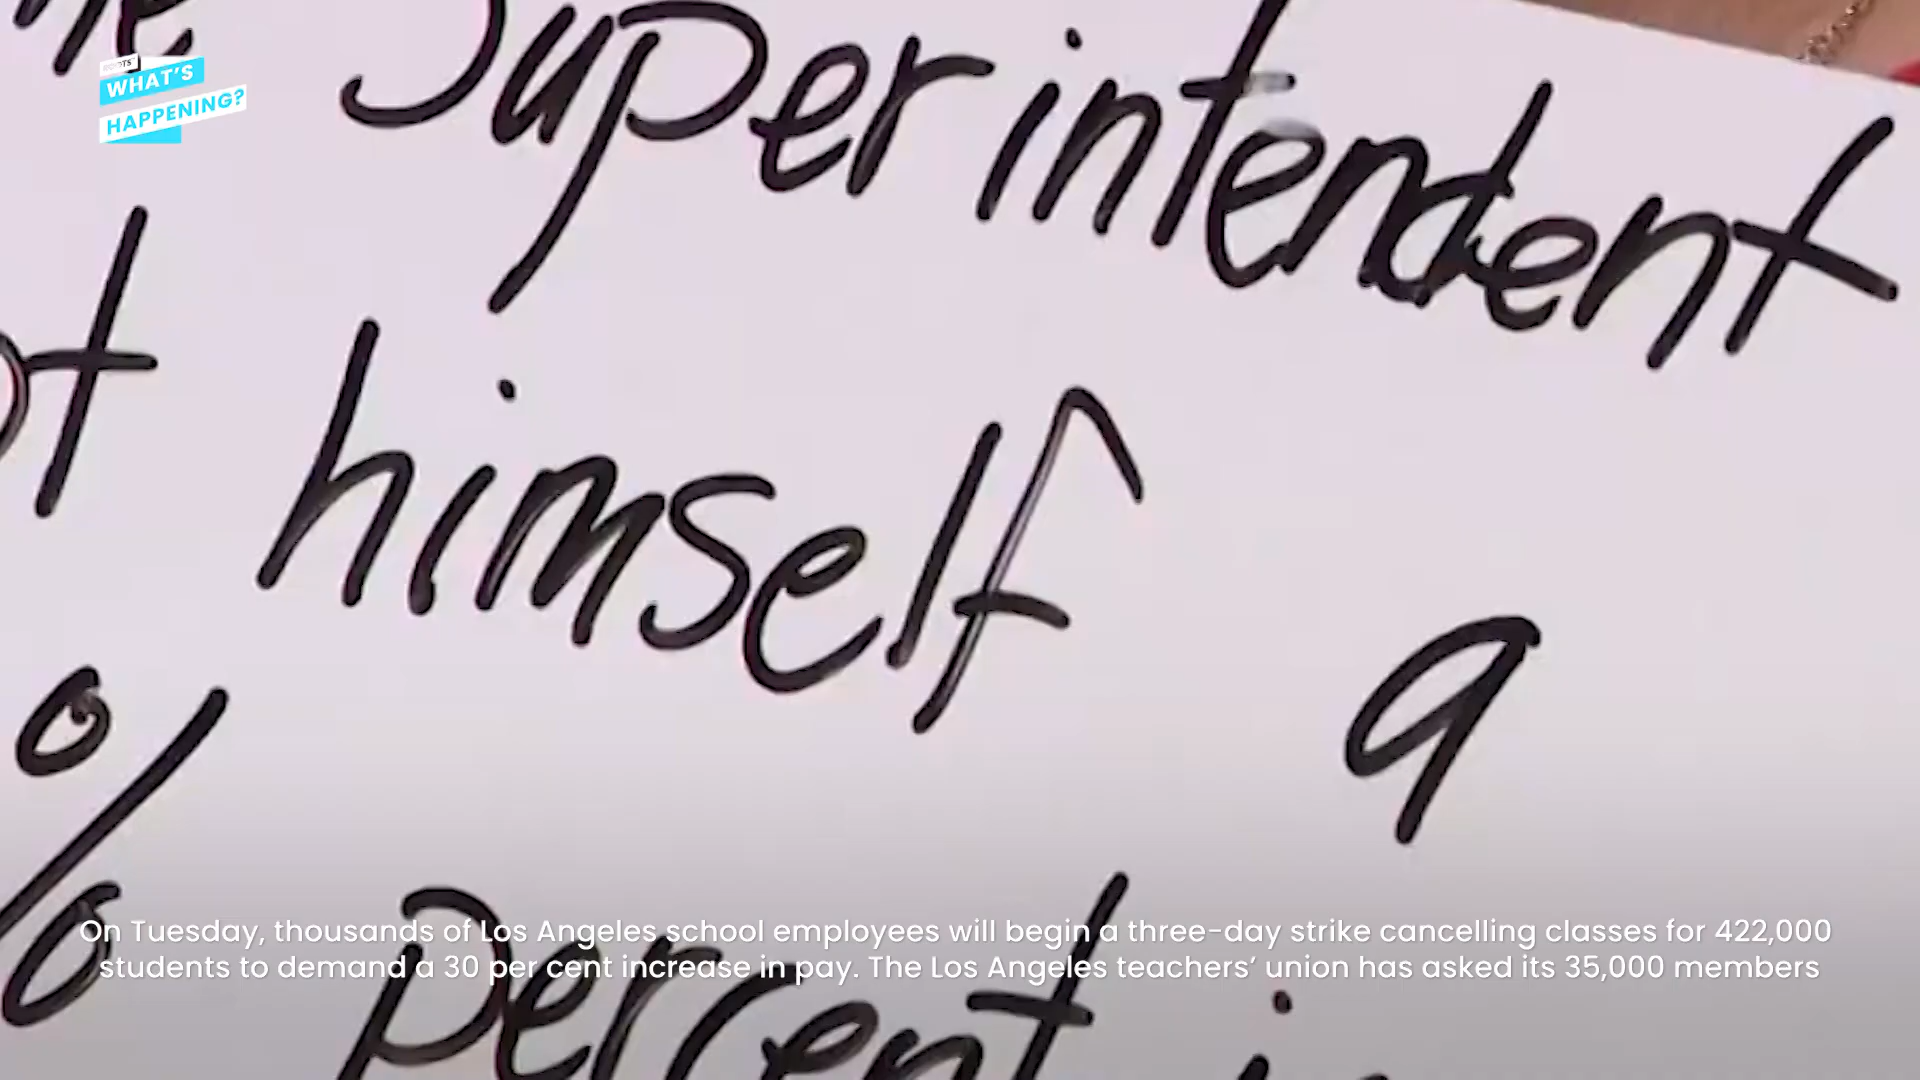 WHAT'S
HAPPENING?
Superintendent
himself a
% percent
On Tuesday, thousands of Los Angeles school employees will begin a three-day strike cancelling classes for 422,000
students to demand a 30 per cent increase in pay. The Los Angeles teachers' union has asked its 35,000 members